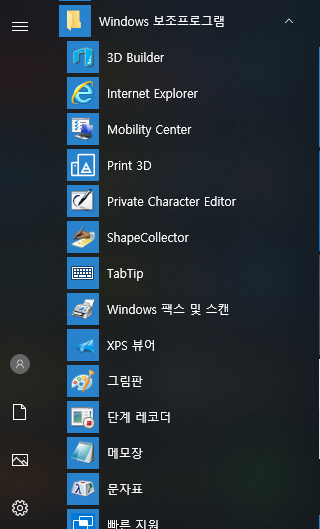 Windows 보조프로그램
3D Builder
Internet Explorer
Mobility Center
Print 3D
Private Character Editor
ShapeCollector
TabTip
Windows 팩스 및 스캔
XPS 뷰어
그림판
단계 레코더
메모장
문자표
빠른 지원